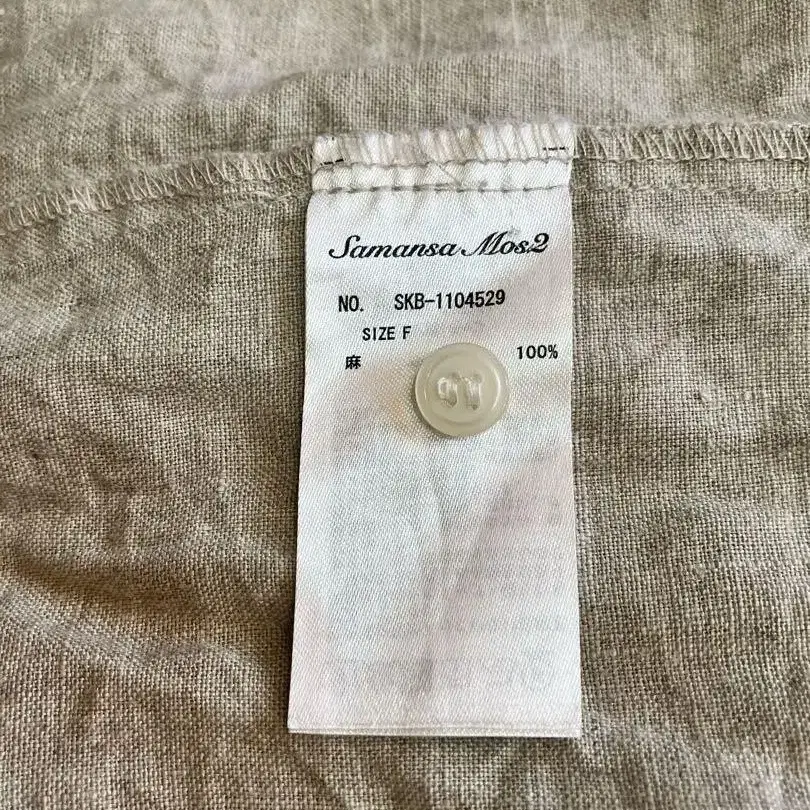 Samansa Mos2
NO. SKB-1104529
SIZE F
麻 100%